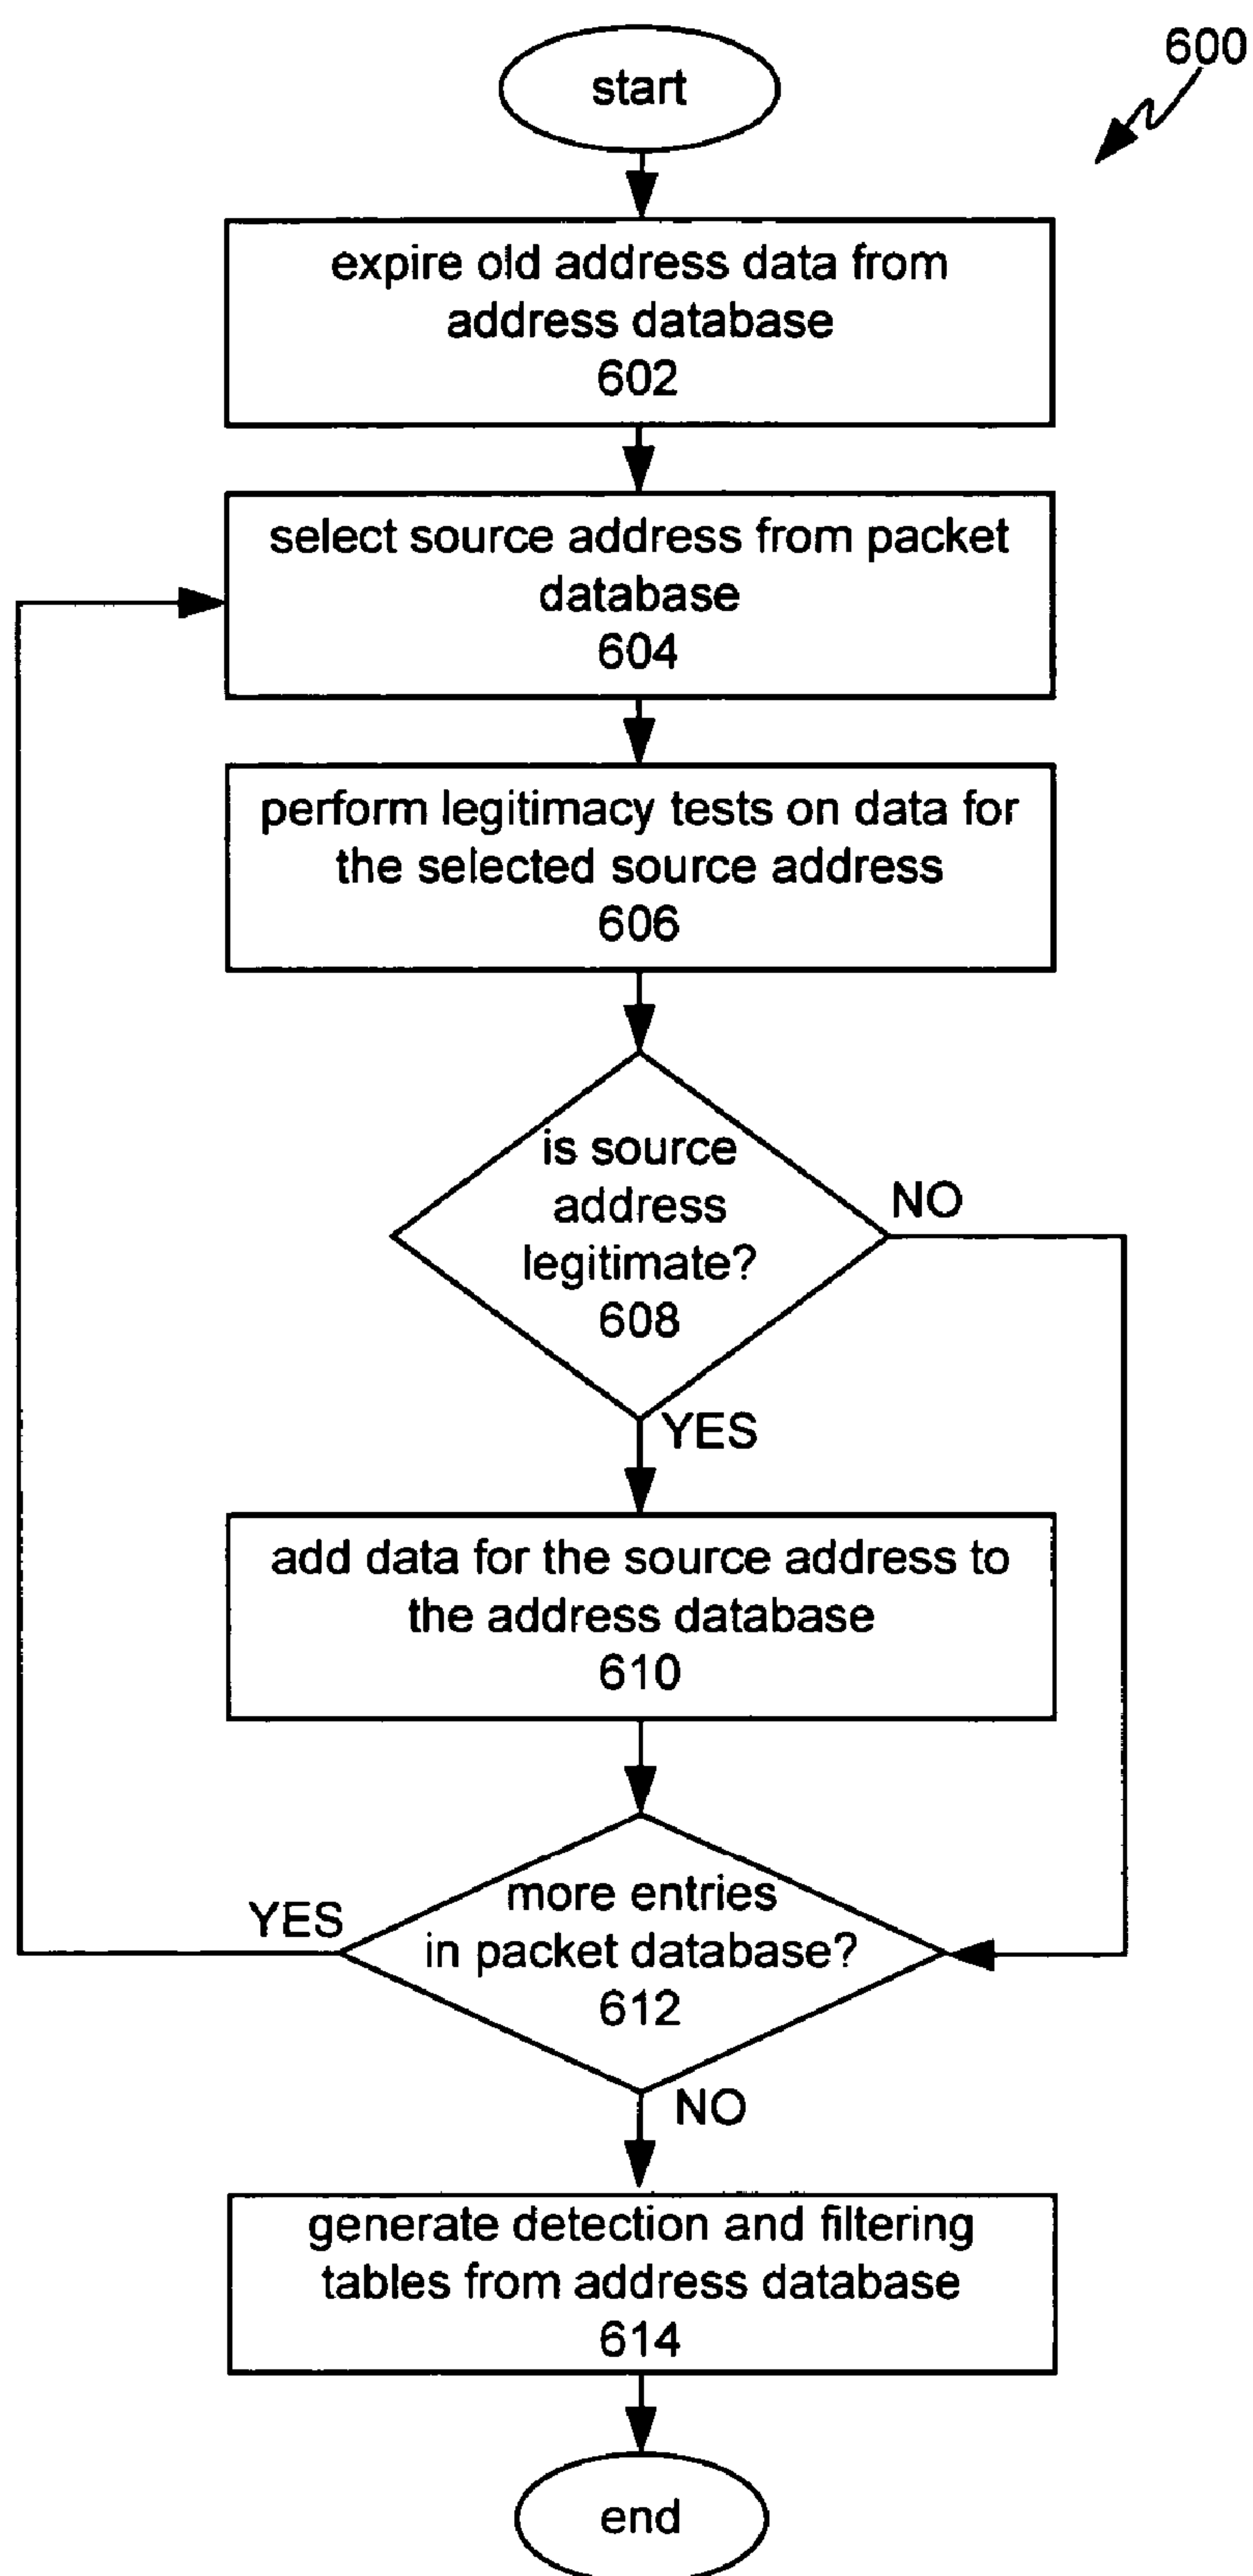 600
start
expire old address data from
address database
602
select source address from packet
database
604
perform legitimacy tests on data for
the selected source address
606
is source
address
legitimate?
608
NO
YES
add data for the source address to
the address database
610
more entries
in packet database?
612
YES
NO
generate detection and filtering
tables from address database
614
end